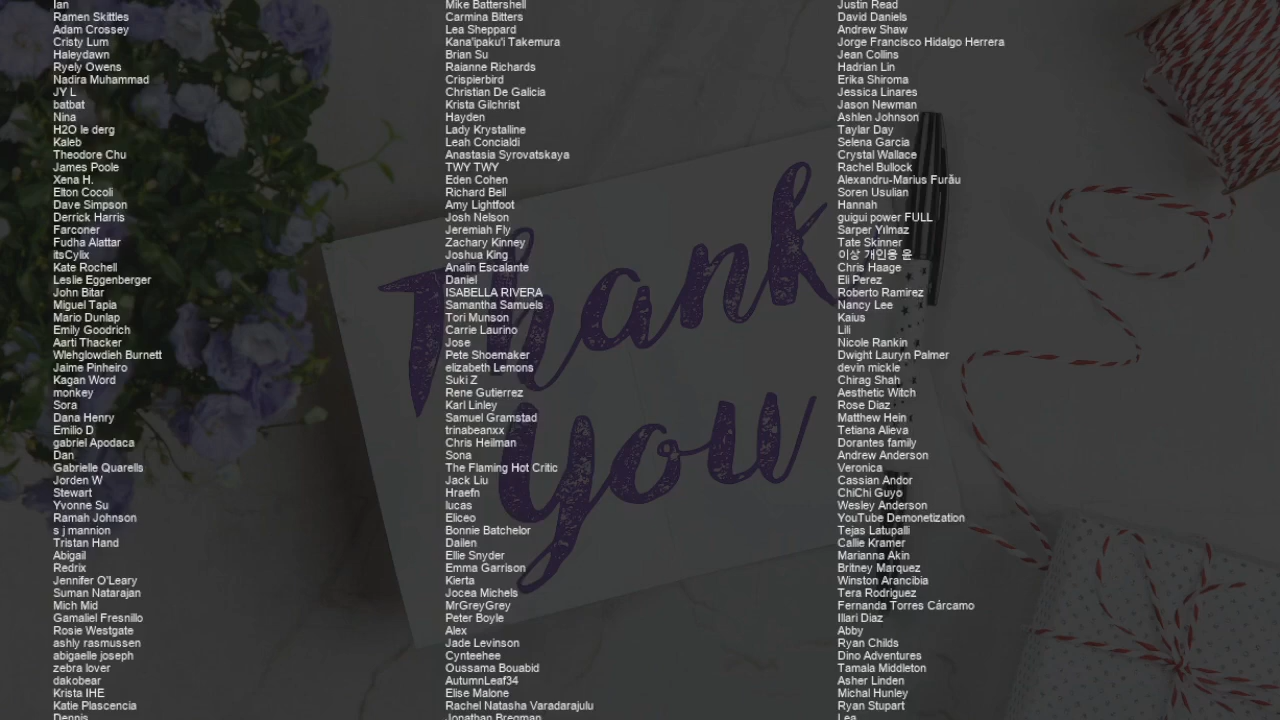 Ian
Ramen Skittles
Adam Crossey
Cristy Lum
Haleydawn
Ryely Owens
Nadira Muhammad
JY L
batbat
Nina
H2O le derg
Kaleb
Theodore Chu
James Poole
Xena H.
Elton Cocoli
Dave Simpson
Derrick Harris
Farconer
Fudha Alattar
itsCylix
Kate Rochell
Leslie Eggenberger
John Bitar
Miguel Tapia
Mario Dunlap
Emily Goodrich
Aarti Thacker
Wlehglowdieh Burnett
Jaime Pinheiro
Kagan Word
monkey
Sora
Dana Henry
Emilio D
gabriel Apodaca
Dan
Gabrielle Quarells
Jorden W
Stewart
Yvonne Su
Ramah Johnson
s j mannion
Tristan Hand
Abigail
Redrix
Jennifer O'Leary
Suman Natarajan
Mich Mid
Gamaliel Fresnillo
Rosie Westgate
ashly rasmussen
abigaelle joseph
zebra lover
dakobear
Krista IHE
Katie Plascencia
Dennis
Mike Battershell
Carmina Bitters
Lea Sheppard
Kana'ipaku'i Takemura
Brian Su
Raianne Richards
Crispierbird
Christian De Galicia
Krista Gilchrist
Hayden
Lady Krystalline
Leah Concialdi
Anastasia Syrovatskaya
TWY TWY
Eden Cohen
Richard Bell
Amy Lightfoot
Josh Nelson
Jeremiah Fly
Zachary Kinney
Joshua King
Analin Escalante
Daniel
ISABELLA RIVERA
Samantha Samuels
Tori Munson
Carrie Laurino
Jose
Pete Shoemaker
elizabeth Lemons
Suki Z
Rene Gutierrez
Karl Linley
Samuel Gramstad
trinabeanxx
Chris Heilman
Sona
The Flaming Hot Critic
Jack Liu
Hraefn
lucas
Eliceo
Bonnie Batchelor
Dailen
Ellie Snyder
Emma Garrison
Kierta
Jocea Michels
MrGreyGrey
Peter Boyle
Alex
Jade Levinson
Cynteehee
Oussama Bouabid
AutumnLeaf34
Elise Malone
Rachel Natasha Varadarajulu
Jonathan Bregman
Justin Read
David Daniels
Andrew Shaw
Jorge Francisco Hidalgo Herrera
Jean Collins
Hadrian Lin
Erika Shiroma
Jessica Linares
Jason Newman
Ashlen Johnson
Taylar Day
Selena Garcia
Crystal Wallace
Rachel Bullock
Alexandru-Marius Furău
Soren Usulian
Hannah
guigui power FULL
Sarper Yılmaz
Tate Skinner
이상 개인용 윤
Chris Haage
Eli Perez
Roberto Ramirez
Nancy Lee
Kaius
Lili
Nicole Rankin
Dwight Lauryn Palmer
devin mickle
Chirag Shah
Aesthetic Witch
Rose Diaz
Matthew Hein
Tetiana Alieva
Dorantes family
Andrew Anderson
Veronica
Cassian Andor
ChiChi Guyo
Wesley Anderson
YouTube Demonetization
Tejas Latupalli
Callie Kramer
Marianna Akin
Britney Marquez
Winston Arancibia
Tera Rodriguez
Fernanda Torres Cárcamo
Illari Diaz
Abby
Ryan Childs
Dino Adventures
Tamala Middleton
Asher Linden
Michal Hunley
Ryan Stupart
Lea
Thank
you